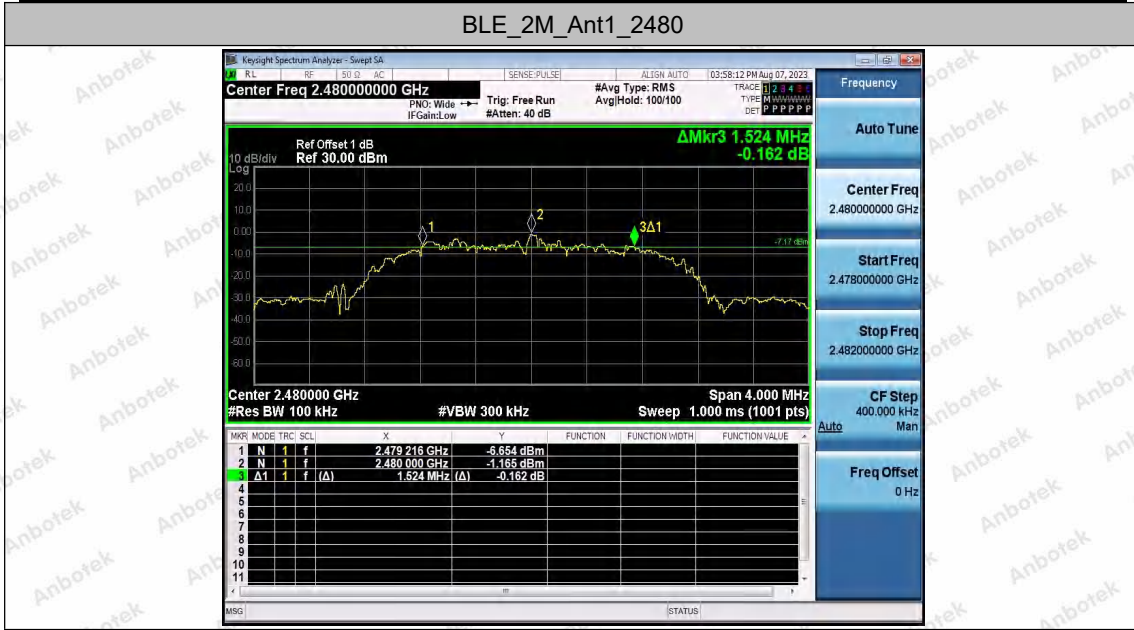 BLE_2M_Ant1_2480
Keysight Spectrum Analyzer - Swept SA
RL RF 50 Ω AC SENSE:PULSE ALIGN AUTO 03:58:12 PM Aug 07, 2023
Center Freq 2.480000000 GHz
PNO: Wide
IFGain:Low
Trig: Free Run
#Atten: 40 dB
#Avg Type: RMS
Avg|Hold: 100/100
TRACE 1 2 3 4 5 6
TYPE M W W W W W
DET P P P P P P
Frequency
Auto Tune
Center Freq
2.480000000 GHz
Start Freq
2.478000000 GHz
Stop Freq
2.482000000 GHz
CF Step
400.000 kHz
Auto Man
Freq Offset
0 Hz
ΔMkr3 1.524 MHz
-0.162 dB
Ref Offset 1 dB
10 dB/div Ref 30.00 dBm
Log
20.0
10.0
0.00
-10.0
-20.0
-30.0
-40.0
-50.0
-60.0
1
2
3Δ1
-7.17 dBm
Center 2.480000 GHz Span 4.000 MHz
#Res BW 100 kHz #VBW 300 kHz Sweep 1.000 ms (1001 pts)
MKR MODE TRC SCL X Y FUNCTION FUNCTION WIDTH FUNCTION VALUE
1 N 1 f 2.479 216 GHz -6.654 dBm
2 N 1 f 2.480 000 GHz -1.165 dBm
3 Δ1 1 f (Δ) 1.524 MHz (Δ) -0.162 dB
4
5
6
7
8
9
10
11
MSG STATUS
Anbotek